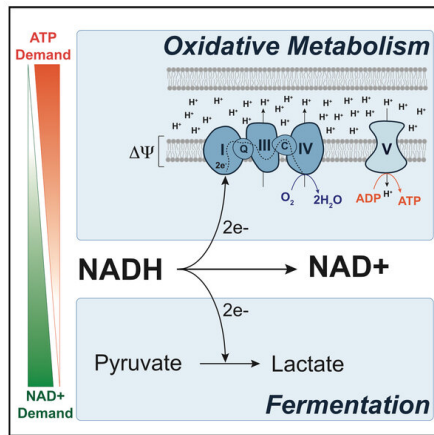 ATP
Demand
Oxidative Metabolism
H⁺ H⁺ H⁺ H⁺ H⁺ H⁺ H⁺ H⁺
H⁺ H⁺ H⁺ H⁺ H⁺ H⁺ H⁺ H⁺
H⁺ H⁺ H⁺ H⁺ H⁺ H⁺
ΔΨ
I Q III C IV V
2e-
O₂ 2H₂O
ADP H⁺ ATP
2e-
NADH NAD+
2e-
Pyruvate Lactate
NAD+
Demand
Fermentation